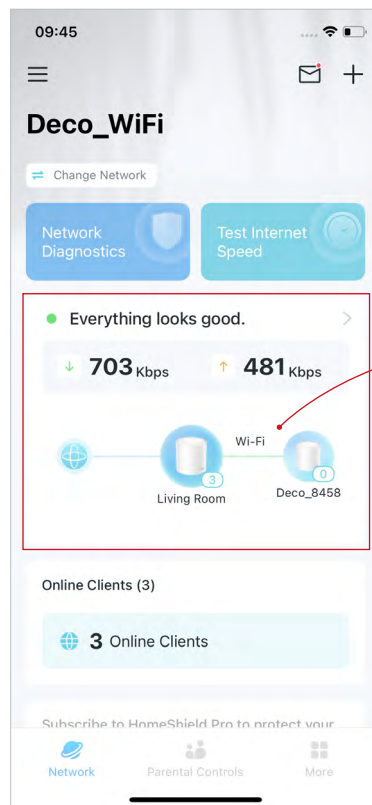 09:45
Deco_WiFi
Change Network
Network
Diagnostics
Test Internet
Speed
Everything looks good.
703 Kbps
481 Kbps
Wi-Fi
3
0
Living Room
Deco_8458
Online Clients (3)
3 Online Clients
Subscribe to HomeShield Pro to protect your
Network
Parental Controls
More